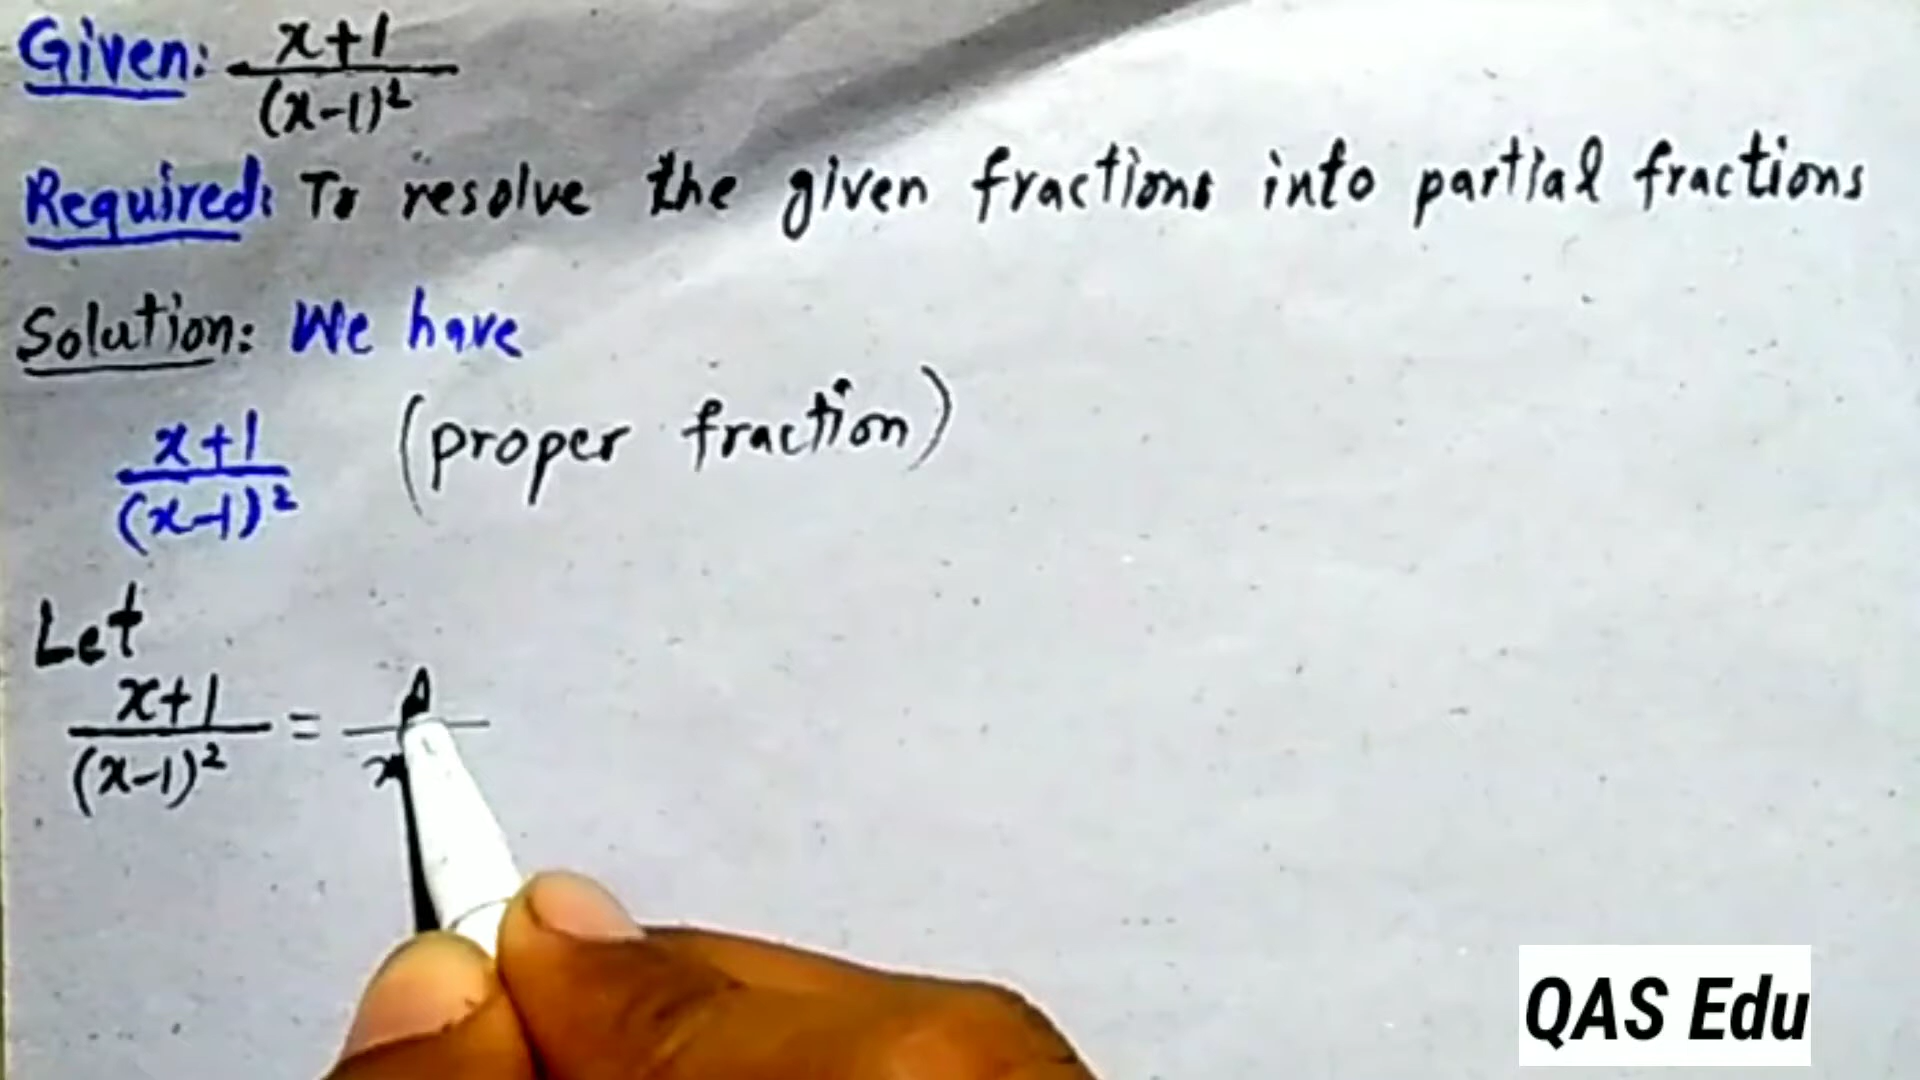 Given: x+1
(x-1)²
Required: To resolve the given fractions into partial fractions
Solution: We have
x+1 (proper fraction)
(x-1)²
Let
x+1 = A
(x-1)² x
QAS Edu